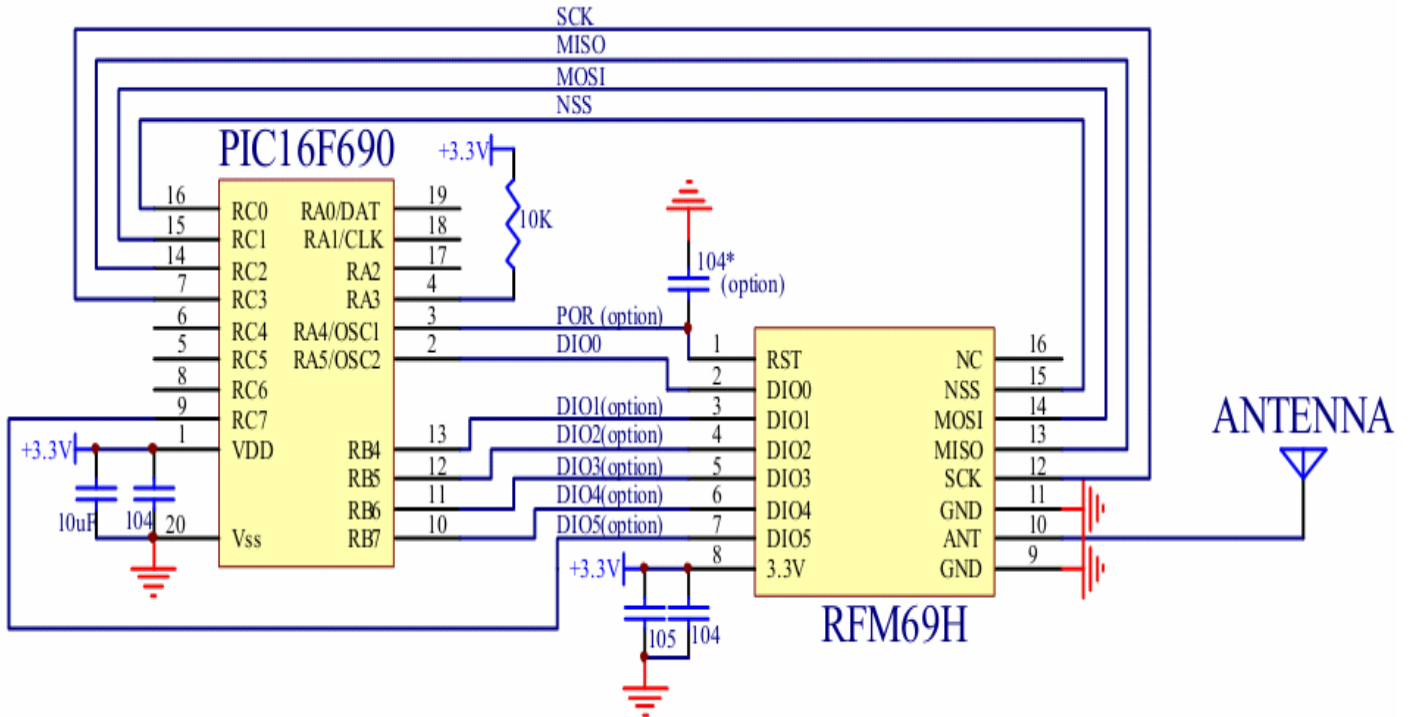 SCK
MISO
MOSI
NSS
PIC16F690
+3.3V
10K
16 RC0 RA0/DAT 19
15 RC1 RA1/CLK 18
14 RC2 RA2 17
7 RC3 RA3 4
6 RC4 RA4/OSC1 3
5 RC5 RA5/OSC2 2
8 RC6
9 RC7
1 VDD RB4 13
RB5 12
RB6 11
20 Vss RB7 10
+3.3V
10uF
104
104*
(option)
POR (option)
DIO0
DIO1(option)
DIO2(option)
DIO3(option)
DIO4(option)
DIO5(option)
1 RST NC 16
2 DIO0 NSS 15
3 DIO1 MOSI 14
4 DIO2 MISO 13
5 DIO3 SCK 12
6 DIO4 GND 11
7 DIO5 ANT 10
8 3.3V GND 9
+3.3V
105
104
RFM69H
ANTENNA